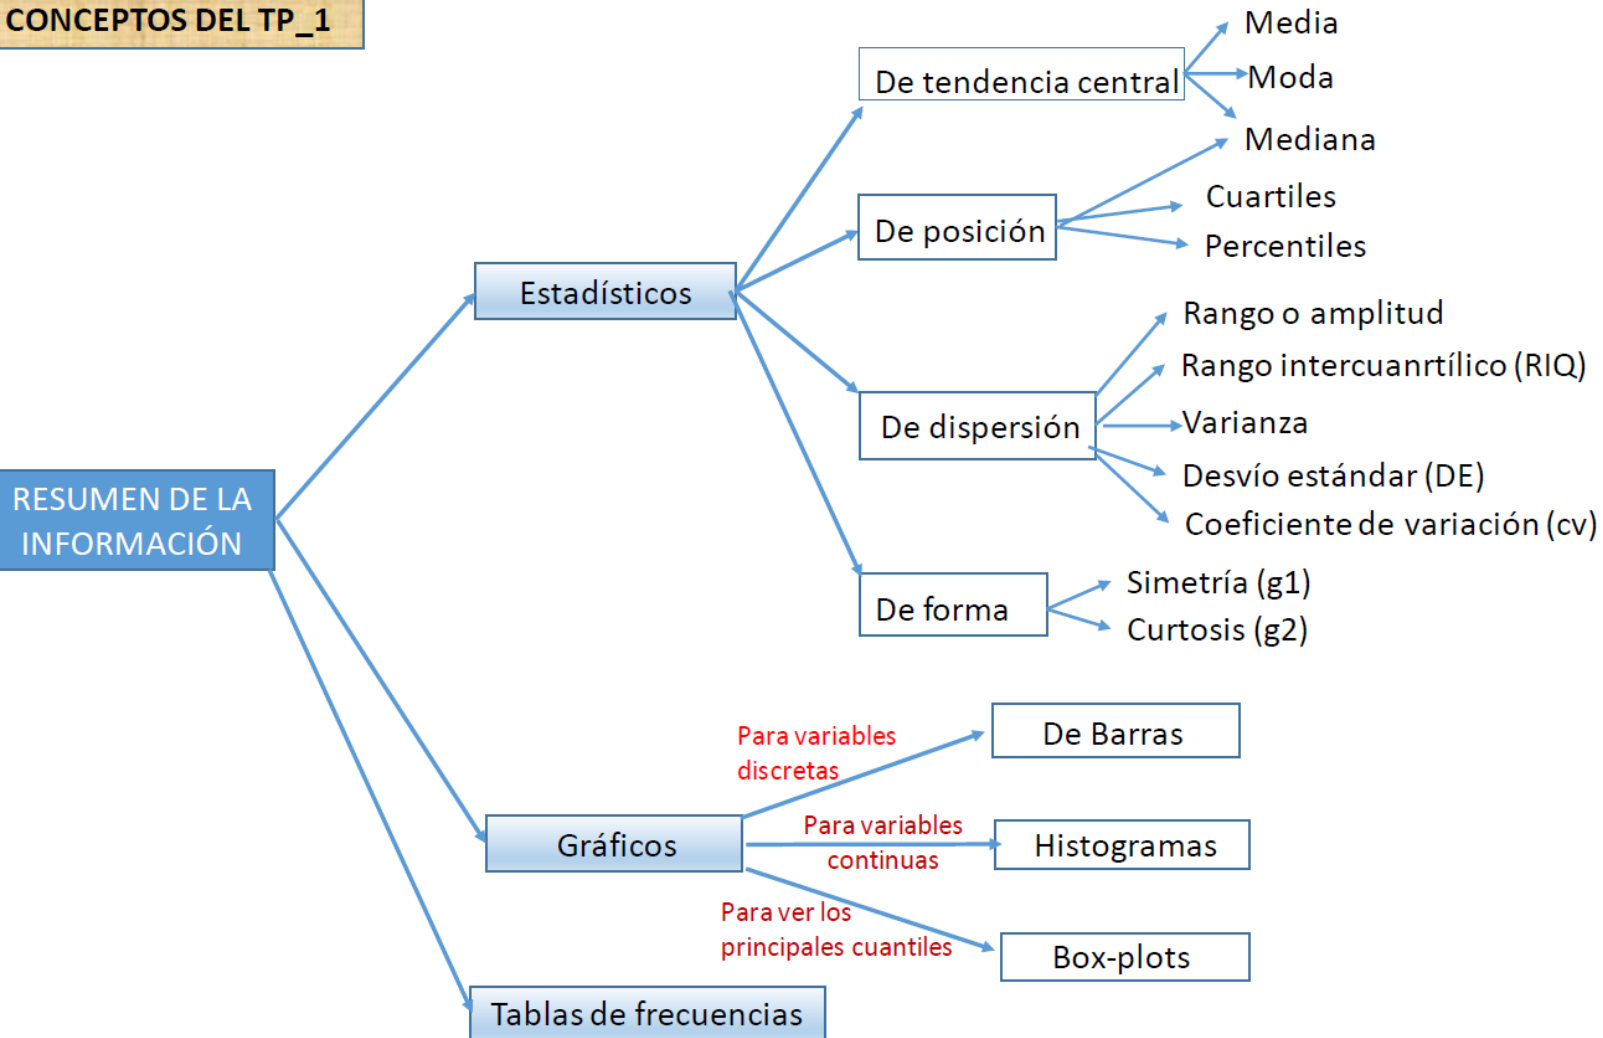 CONCEPTOS DEL TP_1
Media
De tendencia central
Moda
Mediana
Cuartiles
De posición
Percentiles
Estadísticos
Rango o amplitud
Rango intercuanrtílico (RIQ)
De dispersión
Varianza
Desvío estándar (DE)
Coeficiente de variación (cv)
RESUMEN DE LA
INFORMACIÓN
Simetría (g1)
De forma
Curtosis (g2)
Para variables
discretas
De Barras
Gráficos
Para variables
continuas
Histogramas
Para ver los
principales cuantiles
Box-plots
Tablas de frecuencias